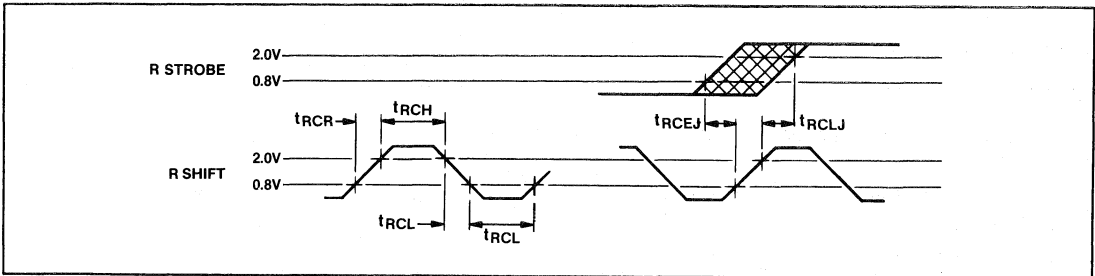 R STROBE
2.0V
0.8V
tRCR
tRCH
tRCEJ
tRCLJ
R SHIFT
2.0V
0.8V
tRCL
tRCL